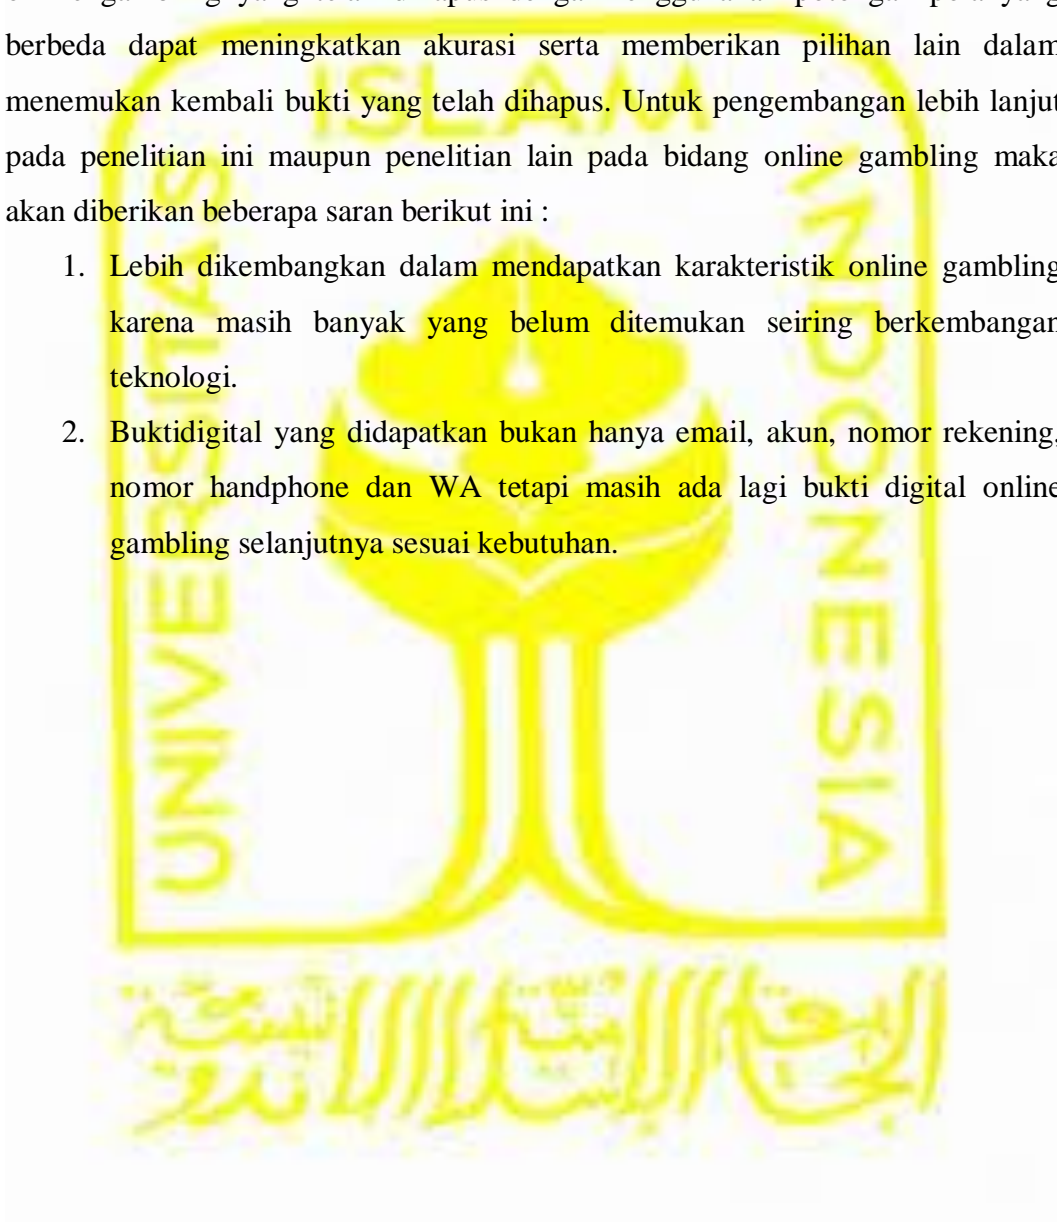 berbeda dapat meningkatkan akurasi serta memberikan pilihan lain dalam
menemukan kembali bukti yang telah dihapus. Untuk pengembangan lebih lanjut
pada penelitian ini maupun penelitian lain pada bidang online gambling maka
akan diberikan beberapa saran berikut ini :
1. Lebih dikembangkan dalam mendapatkan karakteristik online gambling
karena masih banyak yang belum ditemukan seiring berkembangan
teknologi.
2. Buktidigital yang didapatkan bukan hanya email, akun, nomor rekening,
nomor handphone dan WA tetapi masih ada lagi bukti digital online
gambling selanjutnya sesuai kebutuhan.
UNIVERSITAS
ISLAM
INDONESIA